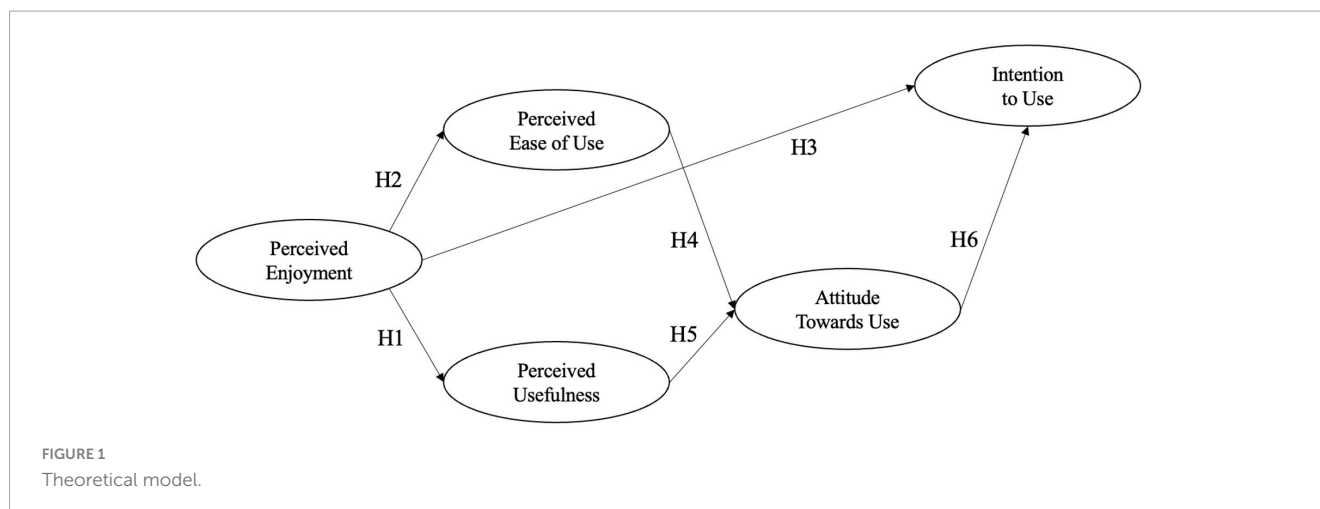 Intention
to Use
Perceived
Ease of Use
H3
H2
Perceived
Enjoyment
H4
H6
Attitude
Towards Use
H1
H5
Perceived
Usefulness
FIGURE 1
Theoretical model.